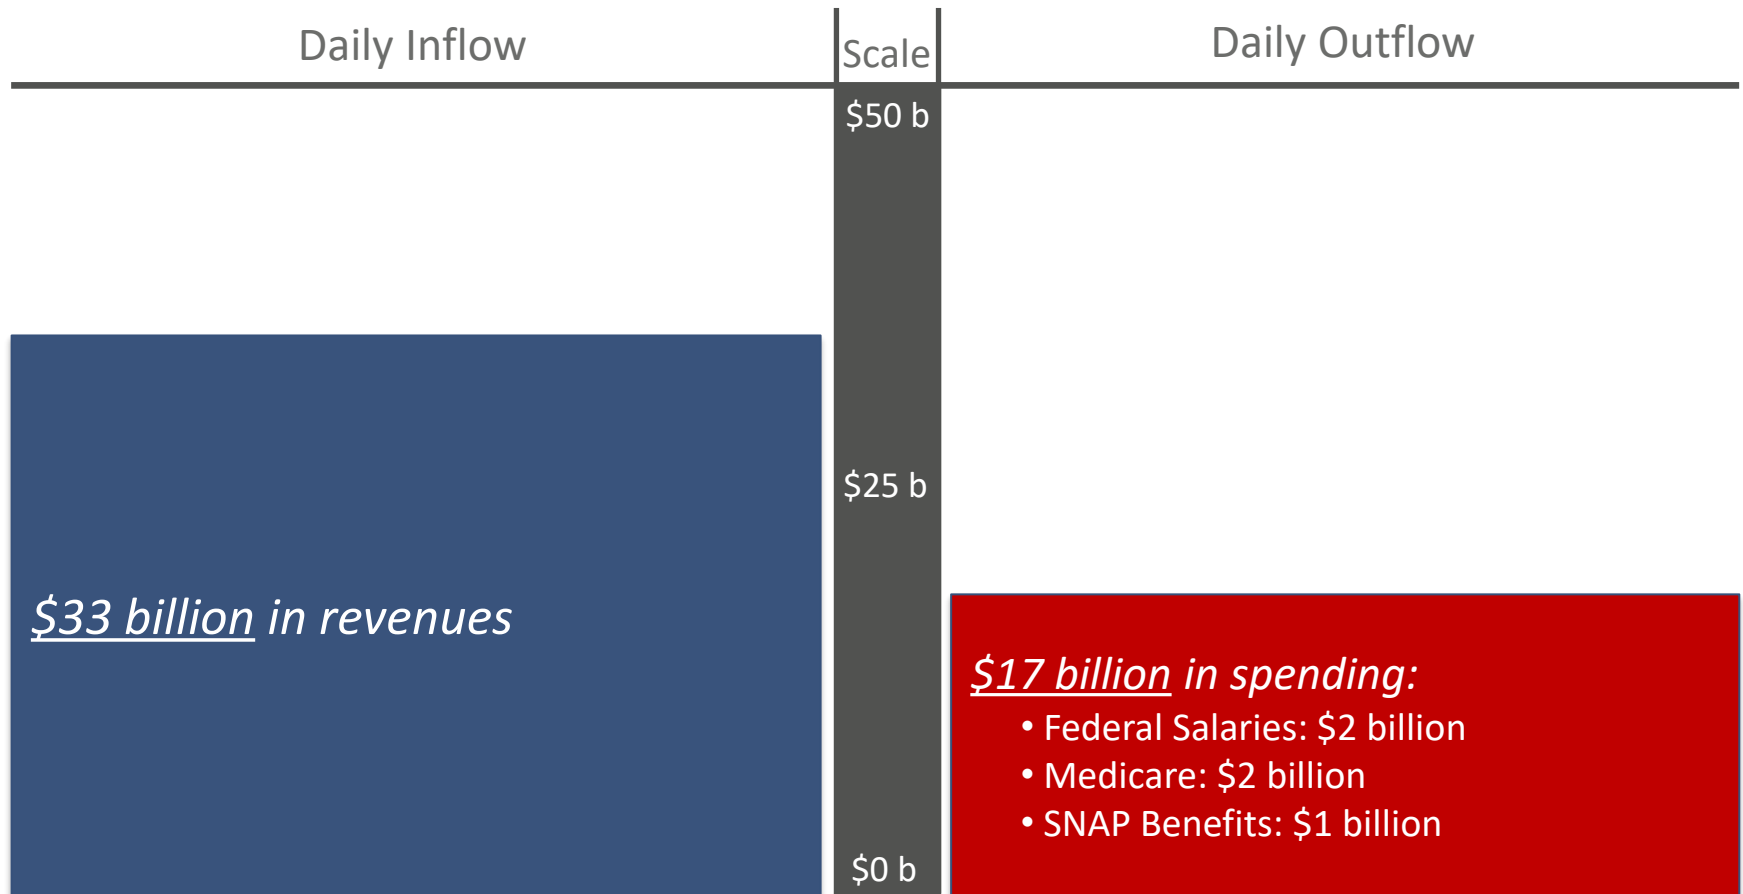 Daily Inflow
Scale
Daily Outflow
$50 b
$25 b
$0 b
$33 billion in revenues
$17 billion in spending:
• Federal Salaries: $2 billion
• Medicare: $2 billion
• SNAP Benefits: $1 billion